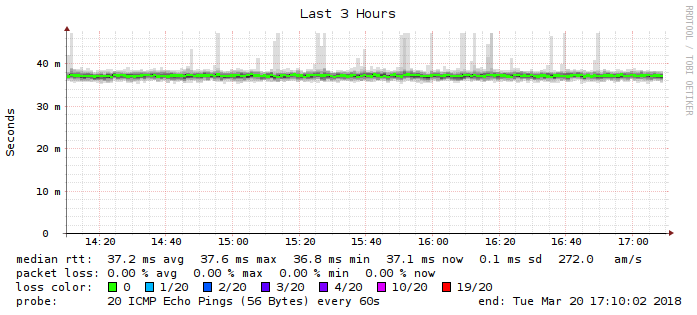 Last 3 Hours
RRDTOOL / TOBI OETIKER
Seconds
40 m
30 m
20 m
10 m
0
14:20 14:40 15:00 15:20 15:40 16:00 16:20 16:40 17:00
median rtt: 37.2 ms avg 37.6 ms max 36.8 ms min 37.1 ms now 0.1 ms sd 272.0 am/s
packet loss: 0.00 % avg 0.00 % max 0.00 % min 0.00 % now
loss color: 0 1/20 2/20 3/20 4/20 10/20 19/20
probe: 20 ICMP Echo Pings (56 Bytes) every 60s end: Tue Mar 20 17:10:02 2018